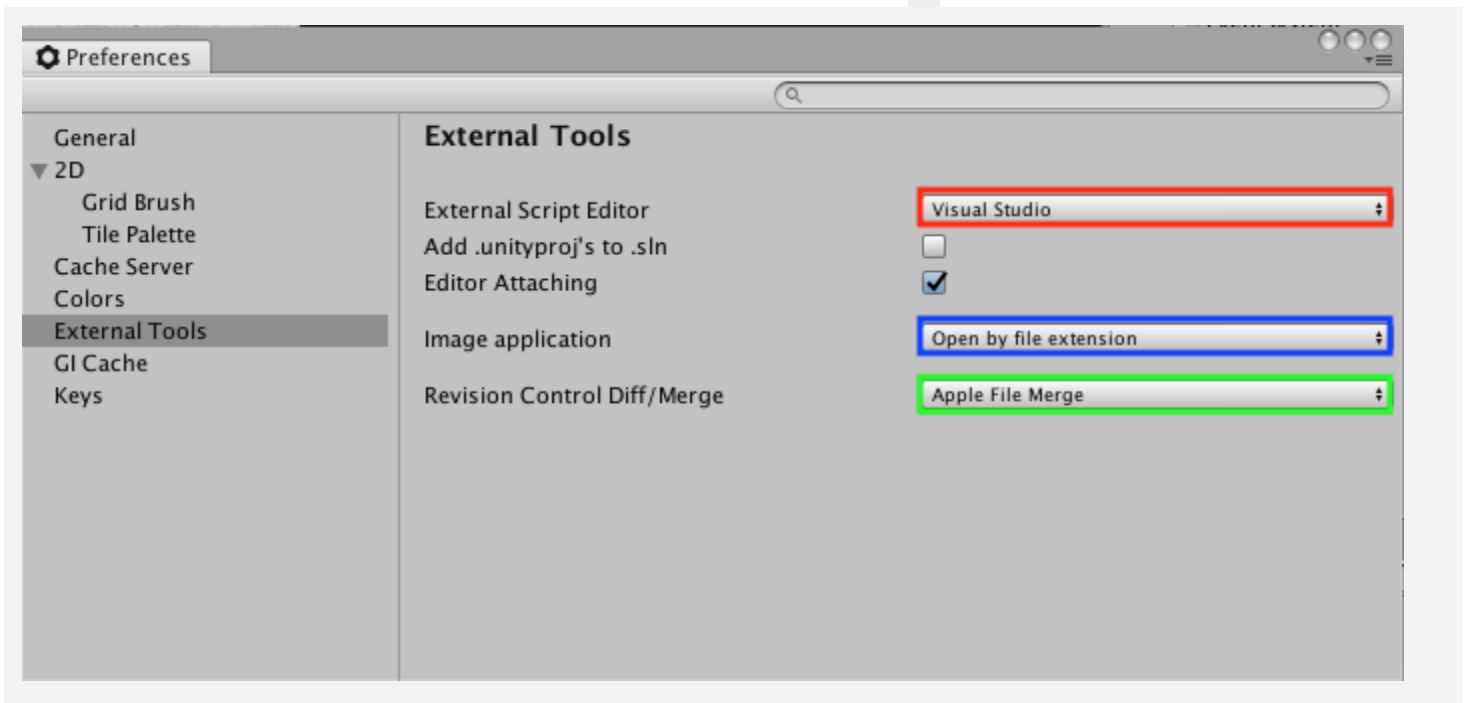 Preferences
General
2D
Grid Brush
Tile Palette
Cache Server
Colors
External Tools
GI Cache
Keys
External Tools
External Script Editor Visual Studio
Add .unityproj's to .sln
Editor Attaching
Image application Open by file extension
Revision Control Diff/Merge Apple File Merge